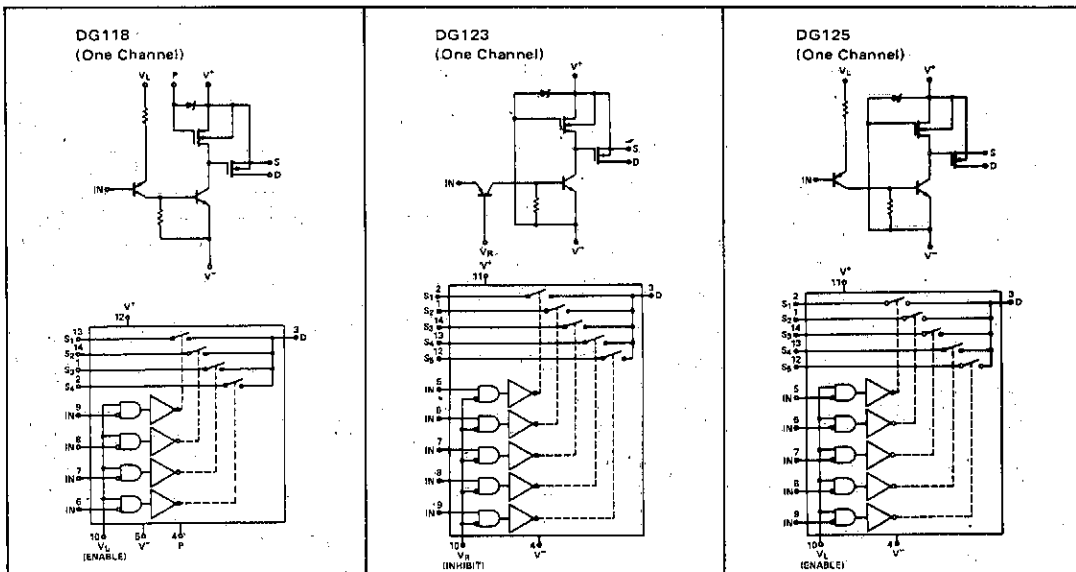 DG118
(One Channel)
VL P V+
S
D
IN
V-
V+
12
13
S1
14
S2
1
S3
2
S4
3
D
9
IN
8
IN
7
IN
6
IN
10 5 4
VL V- P
(ENABLE)
DG123
(One Channel)
V+
S
D
IN
VR
V-
V+
11
2
S1
1
S2
14
S3
13
S4
12
S5
3
D
5
IN
6
IN
7
IN
8
IN
9
IN
10 4
VR V-
(INHIBIT)
DG125
(One Channel)
VL V+
S
D
IN
V-
V+
11
2
S1
1
S2
14
S3
13
S4
12
S5
3
D
5
IN
6
IN
7
IN
8
IN
9
IN
10 4
VL V-
(ENABLE)